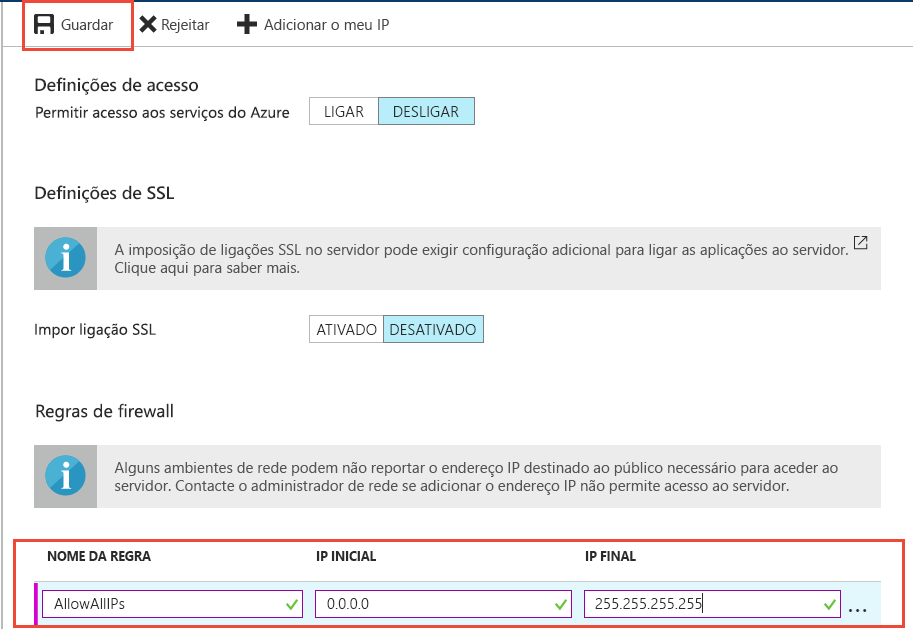 Guardar Rejeitar Adicionar o meu IP
Definições de acesso
Permitir acesso aos serviços do Azure LIGAR DESLIGAR
Definições de SSL
A imposição de ligações SSL no servidor pode exigir configuração adicional para ligar as aplicações ao servidor.
Clique aqui para saber mais.
Impor ligação SSL ATIVADO DESATIVADO
Regras de firewall
Alguns ambientes de rede podem não reportar o endereço IP destinado ao público necessário para aceder ao
servidor. Contacte o administrador de rede se adicionar o endereço IP não permite acesso ao servidor.
NOME DA REGRA IP INICIAL IP FINAL
AllowAllIPs 0.0.0.0 255.255.255.255 ...